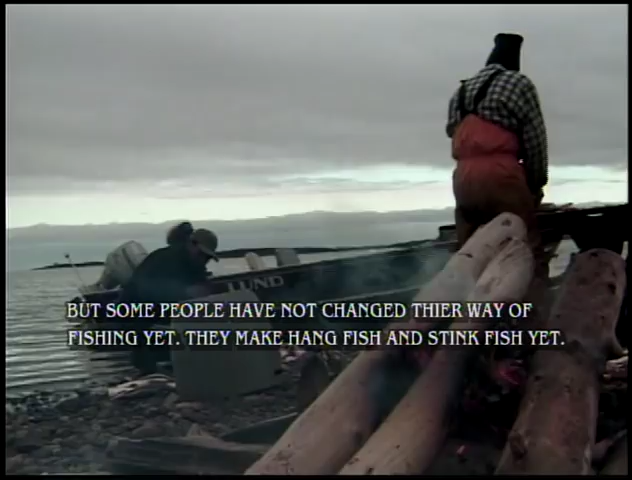 LUND
BUT SOME PEOPLE HAVE NOT CHANGED THIER WAY OF
FISHING YET. THEY MAKE HANG FISH AND STINK FISH YET.